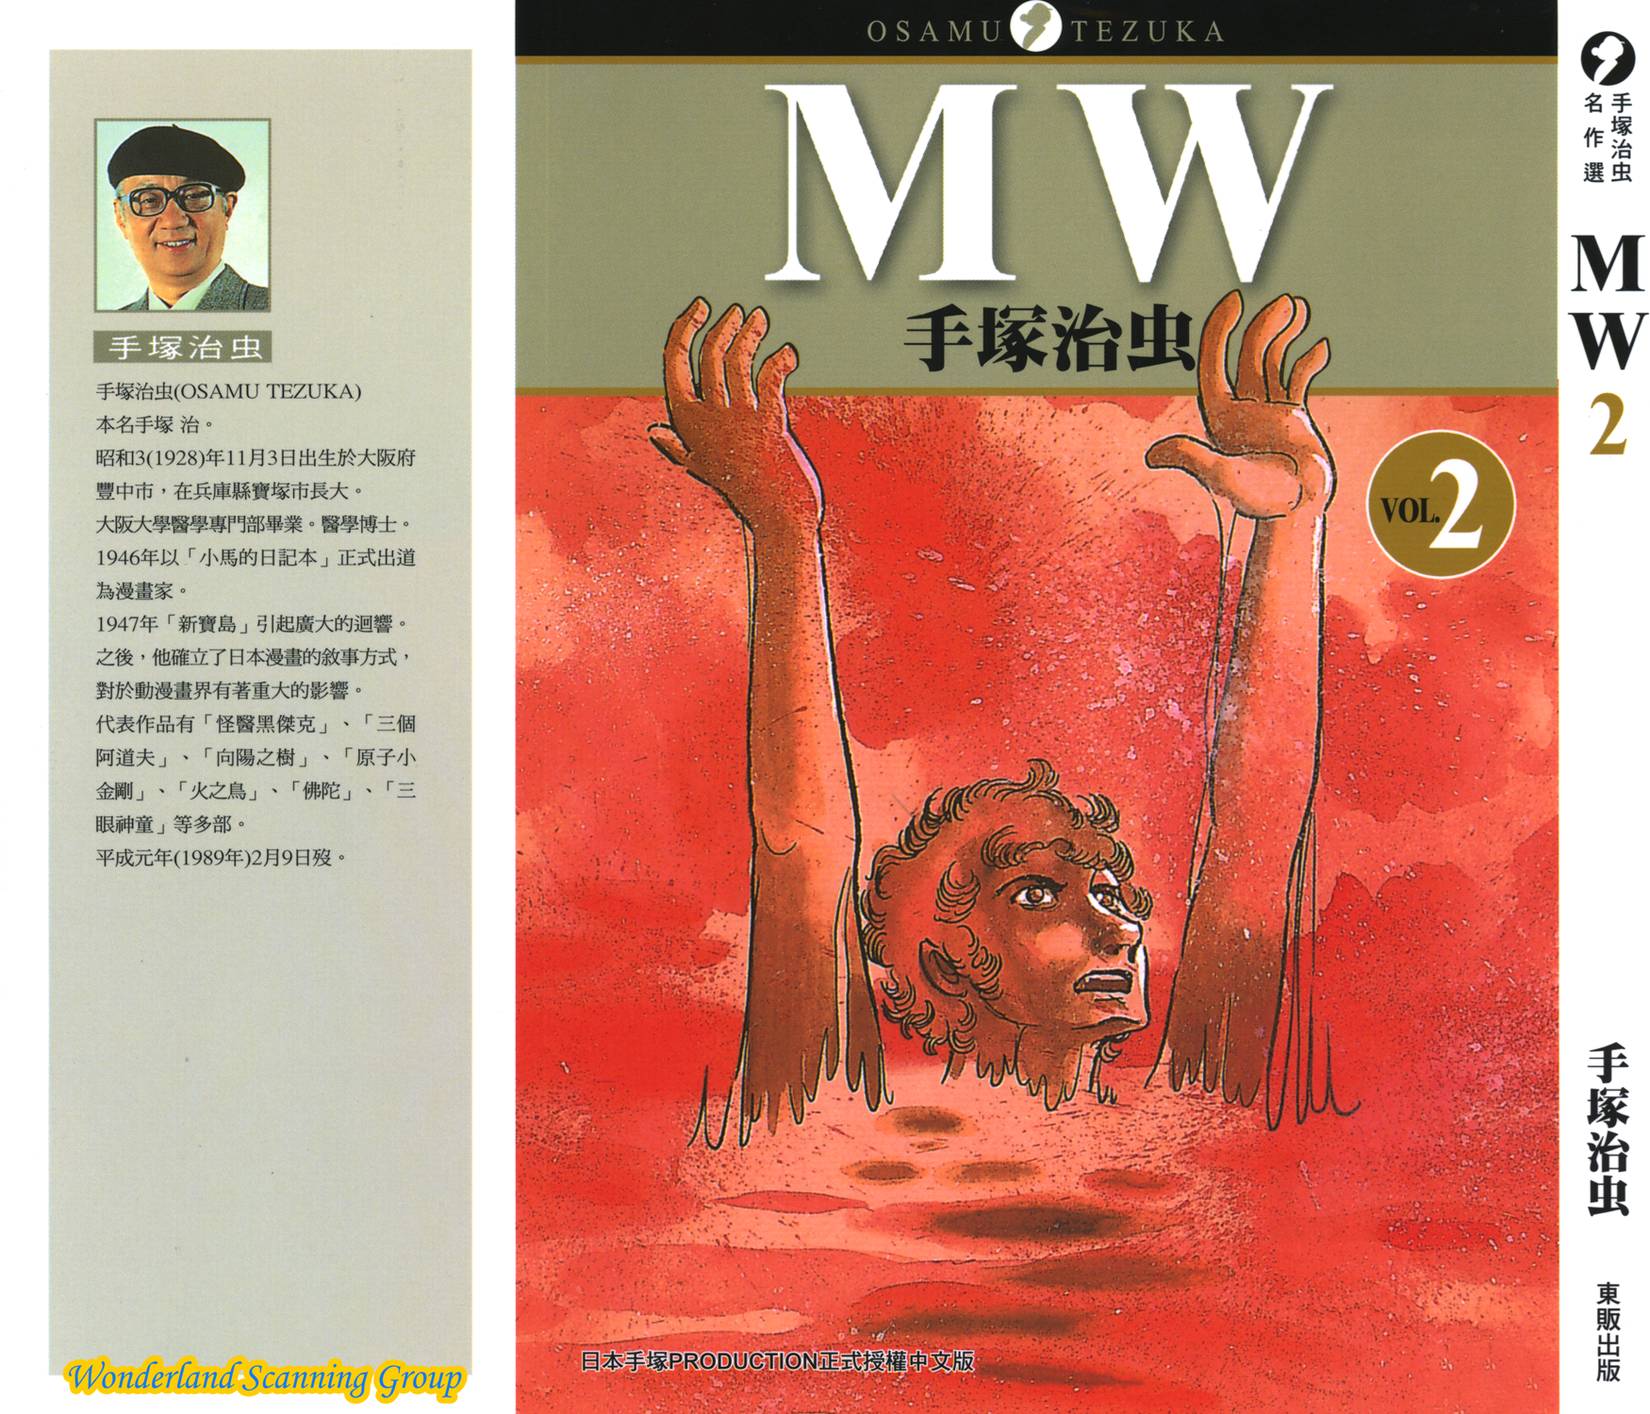 手塚治虫
手塚治虫(OSAMU TEZUKA)
本名手塚 治。
昭和3(1928)年11月3日出生於大阪府
豐中市，在兵庫縣寶塚市長大。
大阪大學醫學專門部畢業。醫學博士。
1946年以「小馬的日記本」正式出道
為漫畫家。
1947年「新寶島」引起廣大的迴響。
之後，他確立了日本漫畫的敘事方式，
對於動漫畫界有著重大的影響。
代表作品有「怪醫黑傑克」、「三個
阿道夫」、「向陽之樹」、「原子小
金剛」、「火之鳥」、「佛陀」、「三
眼神童」等多部。
平成元年(1989年)2月9日歿。
Wonderland Scanning Group
OSAMU TEZUKA
MW
手塚治虫
VOL.2
日本手塚PRODUCTION正式授權中文版
手塚治虫
名作選
MW
2
手塚治虫
東販出版